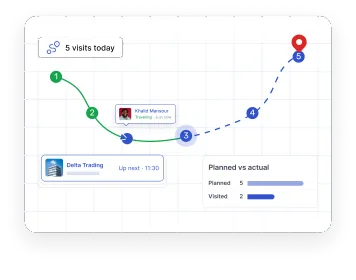 5 visits today
1
5
Khalid Mansour
Travelling · Just now
2
4
3
Delta Trading
Up next · 11:30
Planned vs actual
Planned 5
Visited 2